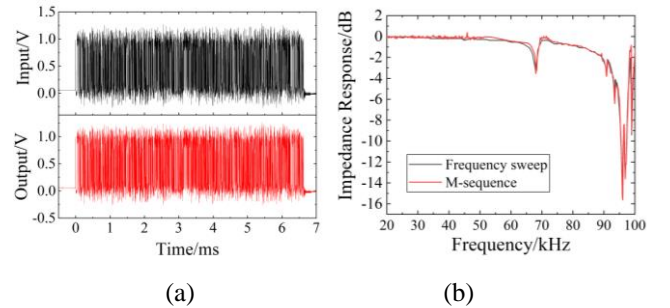 Input/V
1.0
0.5
0.0
Output/V
1.0
0.5
0.0
-0.5
0 1 2 3 4 5 6 7
Time/ms
(a)
Impedance Response/dB
2
0
-2
-4
-6
-8
-10
-12
-14
-16
Frequency sweep
M-sequence
20 30 40 50 60 70 80 90 100
Frequency/kHz
(b)